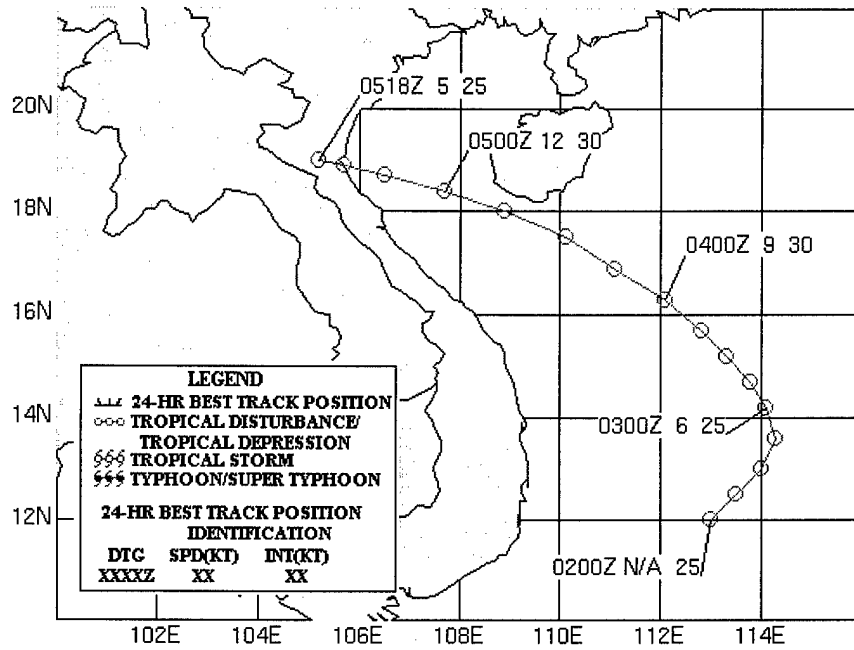 0518Z 5 25
20N
0500Z 12 30
18N
0400Z 9 30
16N
LEGEND
24-HR BEST TRACK POSITION
TROPICAL DISTURBANCE/
TROPICAL DEPRESSION
TROPICAL STORM
TYPHOON/SUPER TYPHOON
24-HR BEST TRACK POSITION
IDENTIFICATION
DTG SPD(KT) INT(KT)
XXXXZ XX XX
14N
0300Z 6 25
12N
0200Z N/A 25
102E 104E 106E 108E 110E 112E 114E